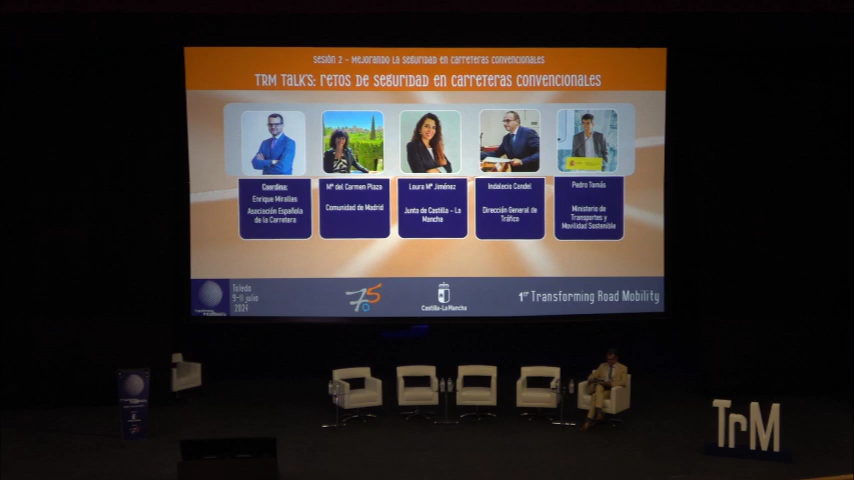 Sesión 2 - Mejorando la seguridad en carreteras convencionales
TRM Talk's: Retos de seguridad en carreteras convencionales
Coordina:
Enrique Miralles
Asociación Española
de la Carretera
Mª del Carmen Plaza
Comunidad de Madrid
Laura Mª Jiménez
Junta de Castilla - La
Mancha
Indalecio Candel
Dirección General de
Tráfico
Pedro Tomás
Ministerio de
Transportes y
Movilidad Sostenible
Toledo
9-11 julio
2024
75
Castilla-La Mancha
1ST Transforming Road Mobility
TrM